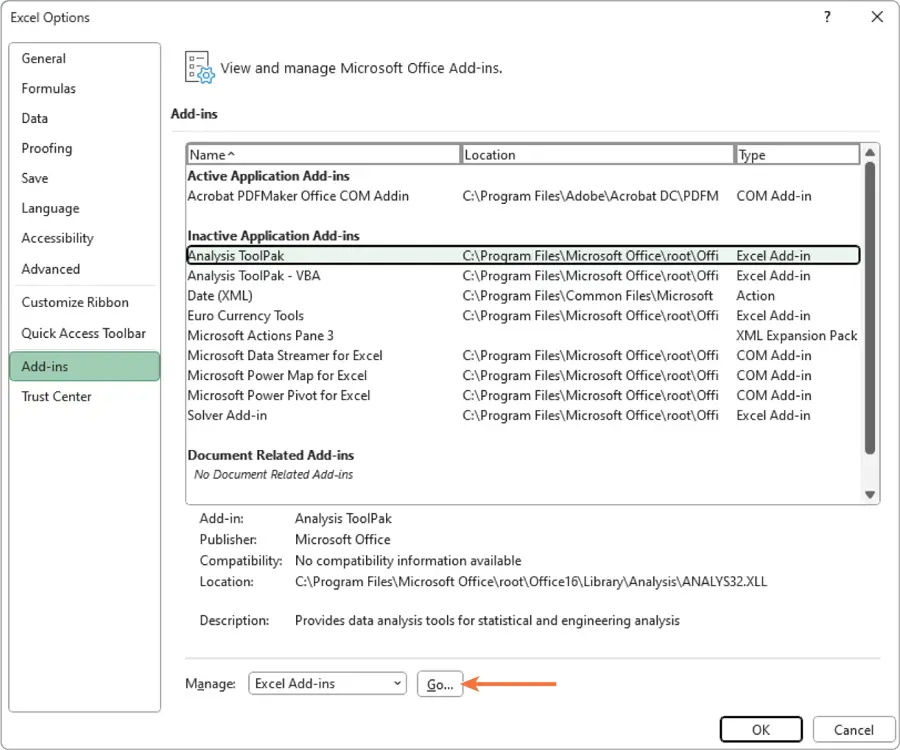 Excel Options ?
General
Formulas
Data
Proofing
Save
Language
Accessibility
Advanced
Customize Ribbon
Quick Access Toolbar
Add-ins
Trust Center
View and manage Microsoft Office Add-ins.
Add-ins
Name Location Type
Active Application Add-ins
Acrobat PDFMaker Office COM Addin C:\Program Files\Adobe\Acrobat DC\PDFM COM Add-in
Inactive Application Add-ins
Analysis ToolPak C:\Program Files\Microsoft Office\root\Offi Excel Add-in
Analysis ToolPak - VBA C:\Program Files\Microsoft Office\root\Offi Excel Add-in
Date (XML) C:\Program Files\Common Files\Microsoft Action
Euro Currency Tools C:\Program Files\Microsoft Office\root\Offi Excel Add-in
Microsoft Actions Pane 3 XML Expansion Pack
Microsoft Data Streamer for Excel C:\Program Files\Microsoft Office\root\Offi COM Add-in
Microsoft Power Map for Excel C:\Program Files\Microsoft Office\root\Offi COM Add-in
Microsoft Power Pivot for Excel C:\Program Files\Microsoft Office\root\Offi COM Add-in
Solver Add-in C:\Program Files\Microsoft Office\root\Offi Excel Add-in
Document Related Add-ins
No Document Related Add-ins
Add-in: Analysis ToolPak
Publisher: Microsoft Office
Compatibility: No compatibility information available
Location: C:\Program Files\Microsoft Office\root\Office16\Library\Analysis\ANALYS32.XLL
Description: Provides data analysis tools for statistical and engineering analysis
Manage: Excel Add-ins Go...
OK Cancel